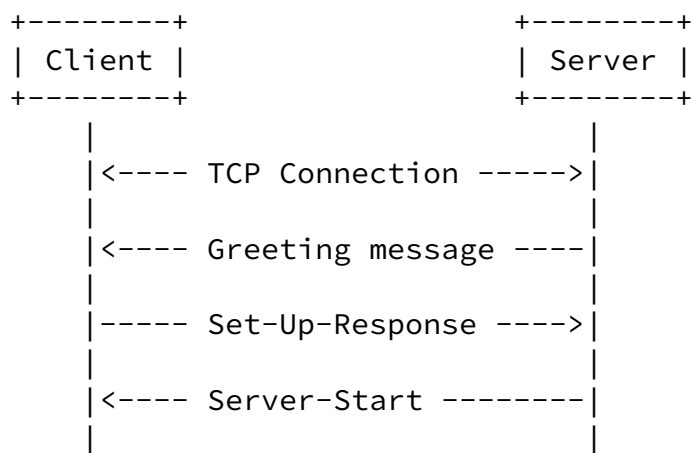 +--------+                  +--------+
| Client |                  | Server |
+--------+                  +--------+
    |                           |
    |<---- TCP Connection ----->|
    |                           |
    |<---- Greeting message ----|
    |                           |
    |----- Set-Up-Response ---->|
    |                           |
    |<---- Server-Start --------|
    |                           |